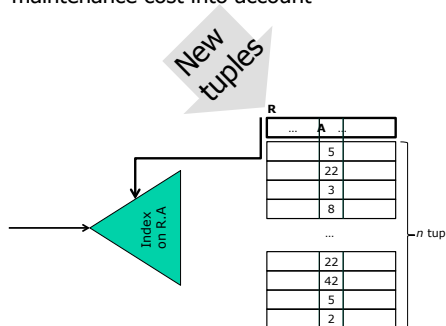 maintenance cost into account
New
tuples
R
... A ...
5
22
3
8
...
n tup
Index
on R.A
22
42
5
2